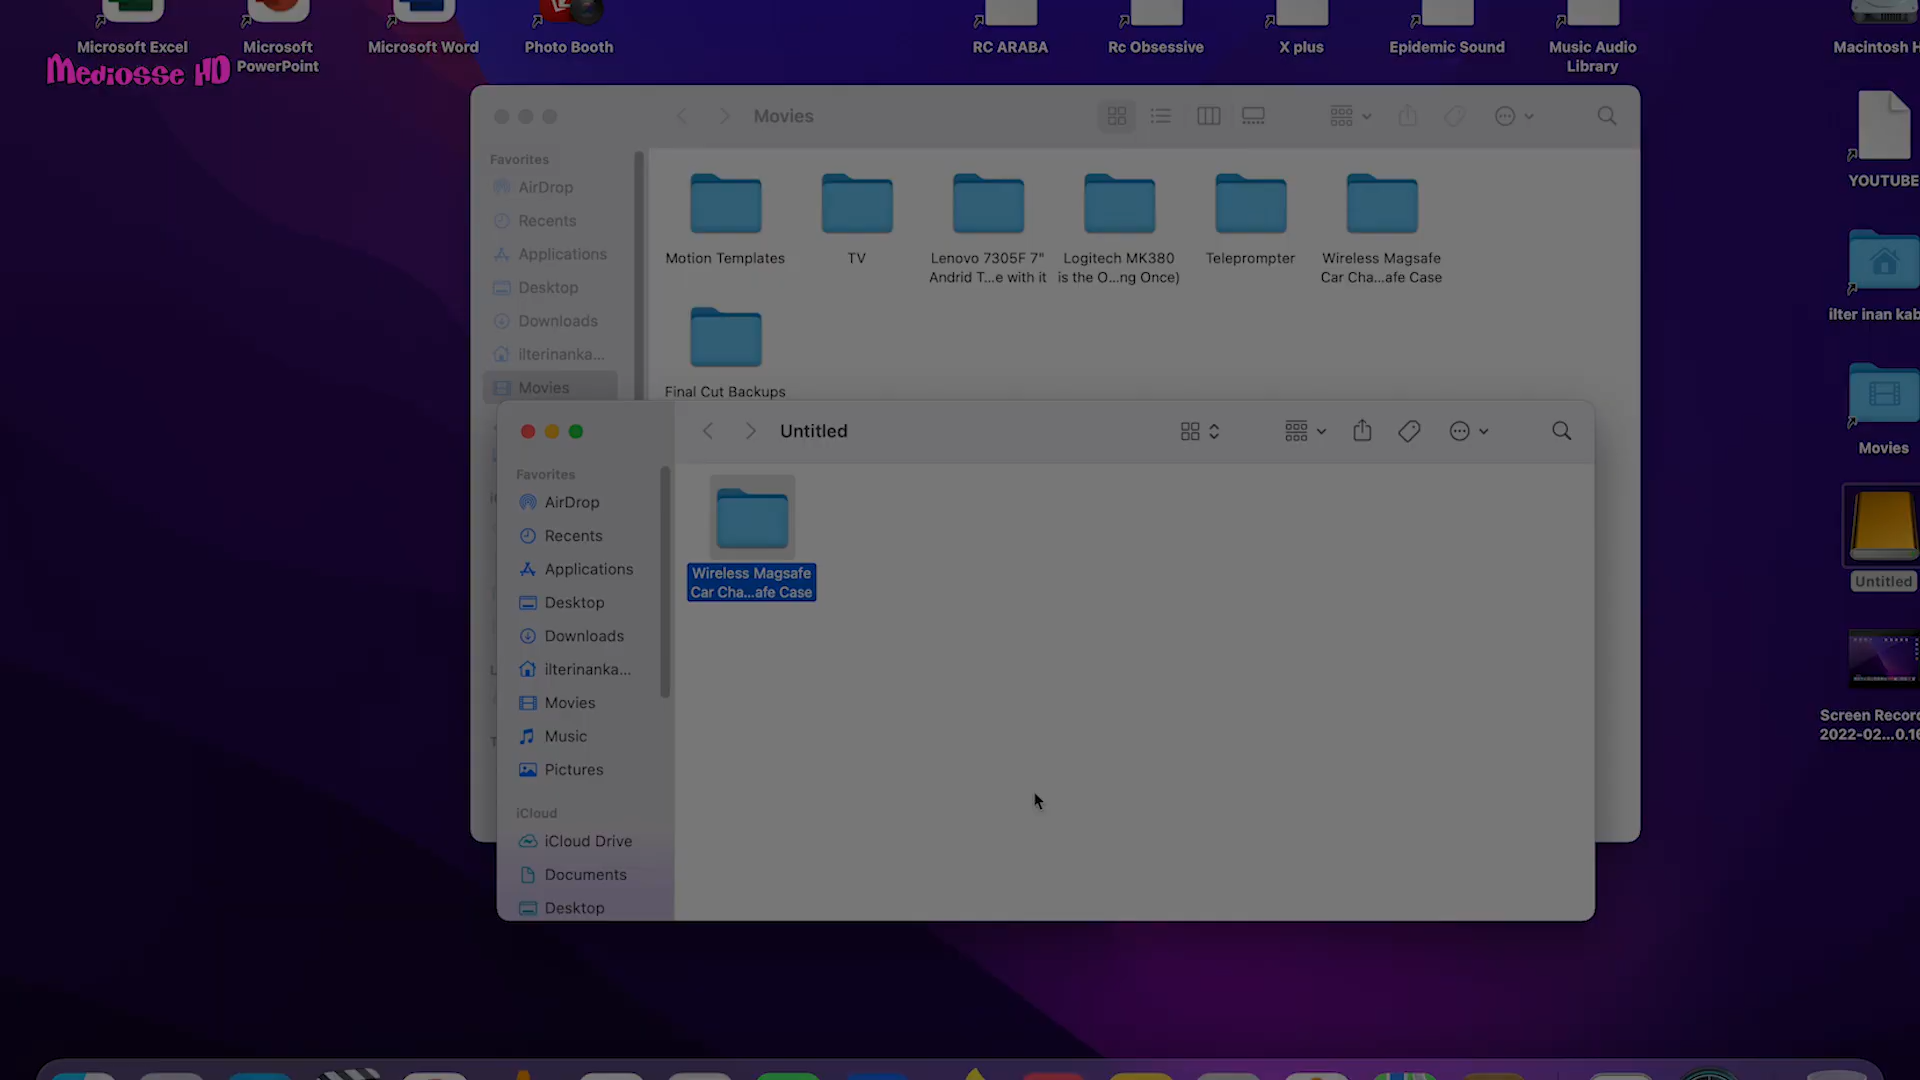 Microsoft Excel
Microsoft
PowerPoint
Microsoft Word
Photo Booth
RC ARABA
Rc Obsessive
X plus
Epidemic Sound
Music Audio
Library
Macintosh H
Mediosse HD
YOUTUBE
ilter inan kab
Movies
Untitled
Screen Recor
2022-02...0.16
Movies
Favorites
AirDrop
Recents
Applications
Desktop
Downloads
ilterinanka...
Movies
Motion Templates
TV
Lenovo 7305F 7"
Andrid T...e with it
Logitech MK380
is the O...ng Once)
Teleprompter
Wireless Magsafe
Car Cha...afe Case
Final Cut Backups
Untitled
Favorites
AirDrop
Recents
Applications
Desktop
Downloads
ilterinanka...
Movies
Music
Pictures
iCloud
iCloud Drive
Documents
Desktop
Wireless Magsafe
Car Cha...afe Case